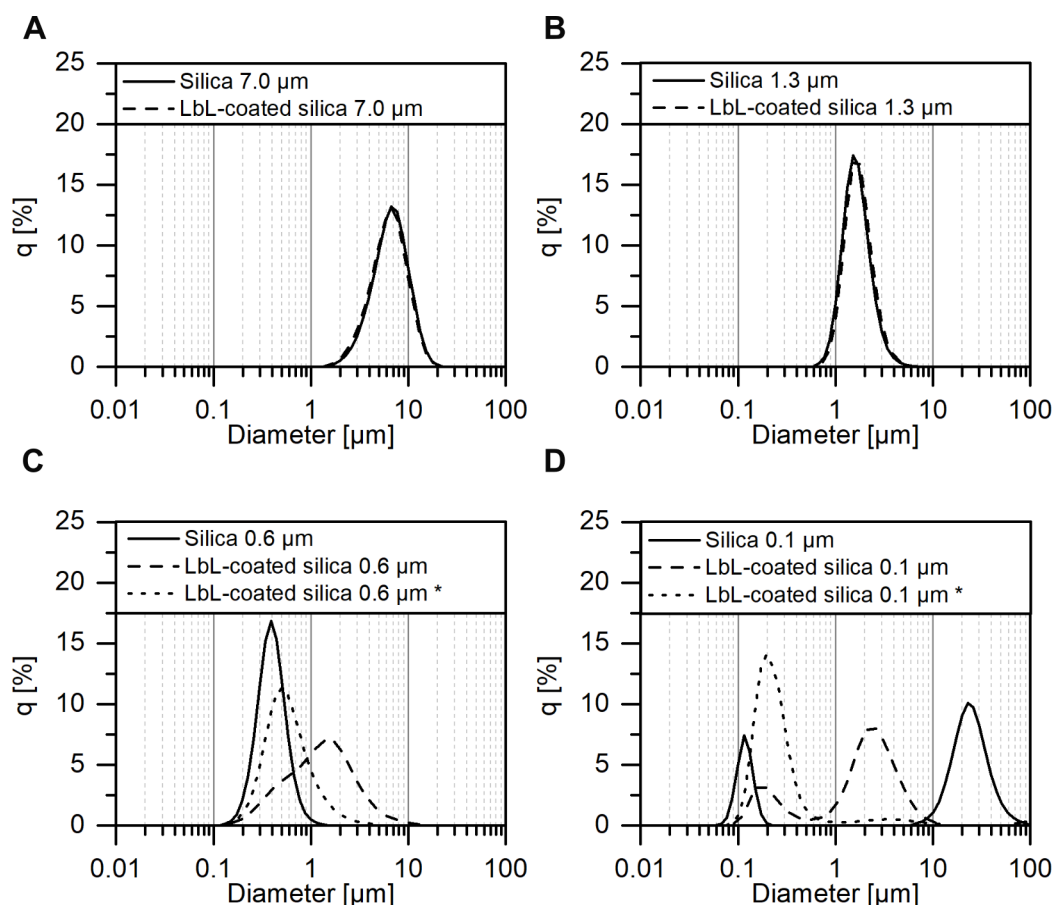 A
Silica 7.0 µm
LbL-coated silica 7.0 µm
25
20
15
10
5
0
q [%]
0.01 0.1 1 10 100
Diameter [µm]
B
Silica 1.3 µm
LbL-coated silica 1.3 µm
25
20
15
10
5
0
q [%]
0.01 0.1 1 10 100
Diameter [µm]
C
Silica 0.6 µm
LbL-coated silica 0.6 µm
LbL-coated silica 0.6 µm *
25
20
15
10
5
0
q [%]
0.01 0.1 1 10 100
Diameter [µm]
D
Silica 0.1 µm
LbL-coated silica 0.1 µm
LbL-coated silica 0.1 µm *
25
20
15
10
5
0
q [%]
0.01 0.1 1 10 100
Diameter [µm]